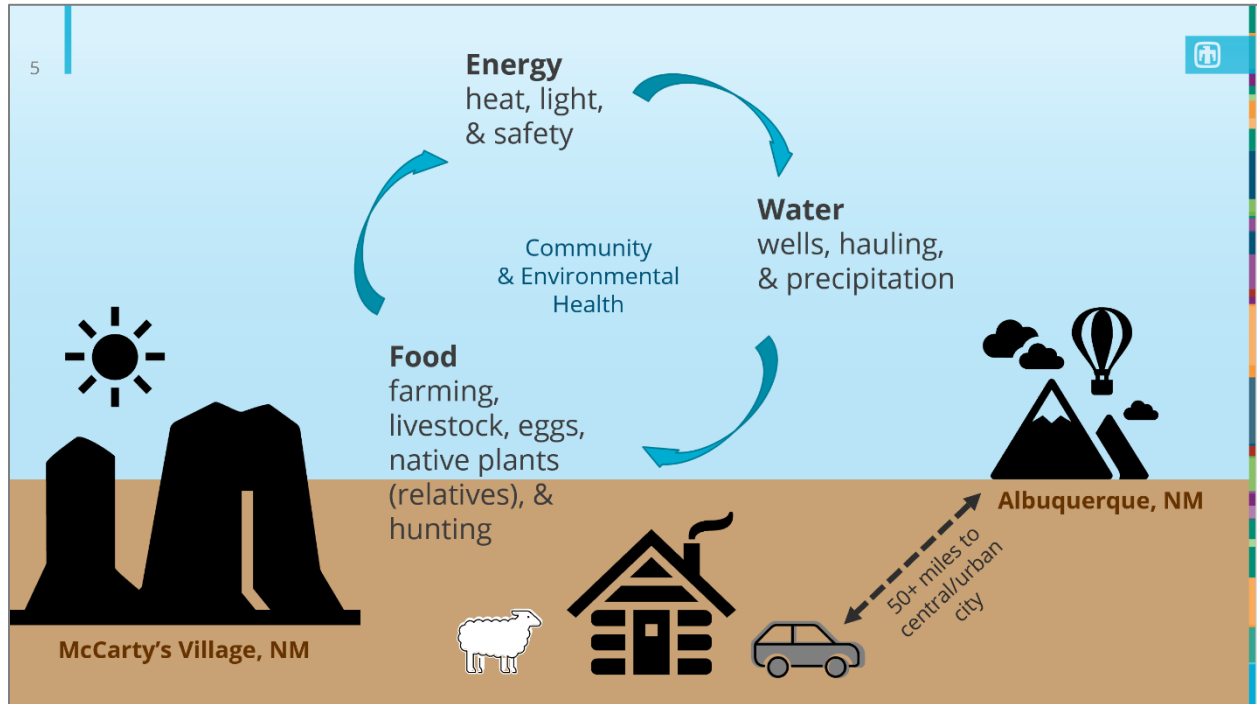 5
Energy
heat, light,
& safety
Water
wells, hauling,
& precipitation
Community
& Environmental
Health
Food
farming,
livestock, eggs,
native plants
(relatives), &
hunting
Albuquerque, NM
50+ miles to
central/urban
city
McCarty’s Village, NM